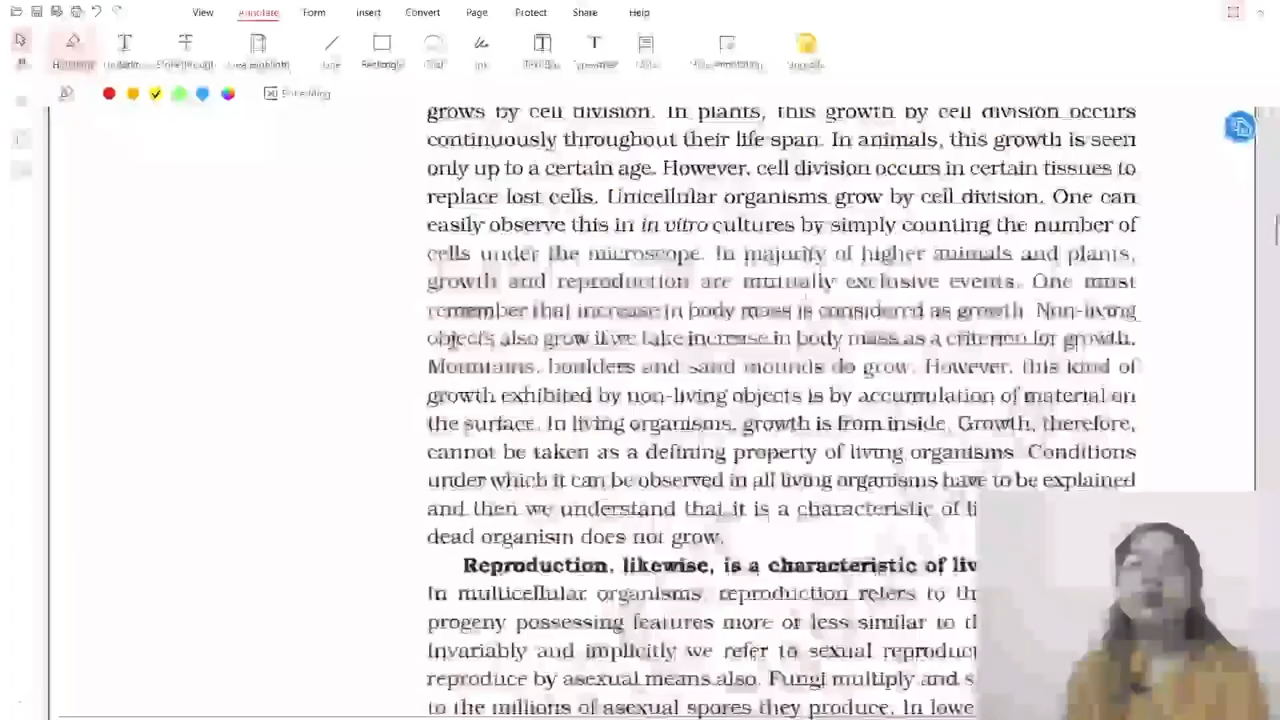 View Annotate Form Insert Convert Page Protect Share Help
Rectangle
grows by cell division. In plants, this growth by cell division occurs
continuously throughout their life span. In animals, this growth is seen
only up to a certain age. However, cell division occurs in certain tissues to
replace lost cells. Unicellular organisms grow by cell division. One can
easily observe this in in vitro cultures by simply counting the number of
cells under the microscope. In majority of higher animals and plants,
growth and reproduction are mutually exclusive events. One must
remember that increase in body mass is considered as growth. Non-living
objects also grow if we take increase in body mass as a criterion for growth.
Mountains, boulders and sand mounds do grow. However, this kind of
growth exhibited by non-living objects is by accumulation of material on
the surface. In living organisms, growth is from inside. Growth, therefore,
cannot be taken as a defining property of living organisms. Conditions
under which it can be observed in all living organisms have to be explained
and then we understand that it is a characteristic of li
dead organism does not grow.
Reproduction, likewise, is a characteristic of liv
In multicellular organisms, reproduction refers to th
progeny possessing features more or less similar to t
Invariably and implicitly we refer to sexual reproduc
reproduce by asexual means also. Fungi multiply and s
to the millions of asexual spores they produce. In lowe